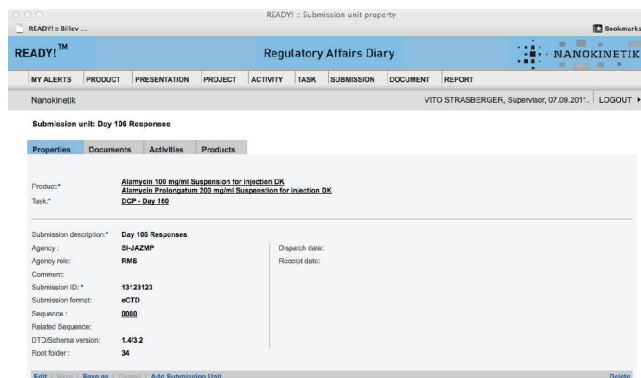 READY! :: Submission unit property
READY! :: Billev ...
Bookmarks
READY!™ Regulatory Affairs Diary NANOKINETIK
MY ALERTS PRODUCT PRESENTATION PROJECT ACTIVITY TASK SUBMISSION DOCUMENT REPORT
Nanokinetik VITO STRASBERGER, Supervisor, 07.09.2011, LOGOUT
Submission unit: Day 106 Responses
Properties Documents Activities Products
Product:* Alamycin 100 mg/ml Suspension for injection DK
Alamycin Prolongatum 200 mg/ml Suspenstion for injection DK
Task:* DCP - Day 160
Submission description:* Day 106 Responses
Agency : SI-JAZMP Dispatch date:
Agency role: RMS Receipt date:
Comment:
Submission ID: * 13123123
Submission format: eCTD
Sequence : 0000
Related Sequence:
DTD/Schema version: 1.4/3.2
Root folder : 34
Edit | Save | Save as | Cancel | Add Submission Unit Delete